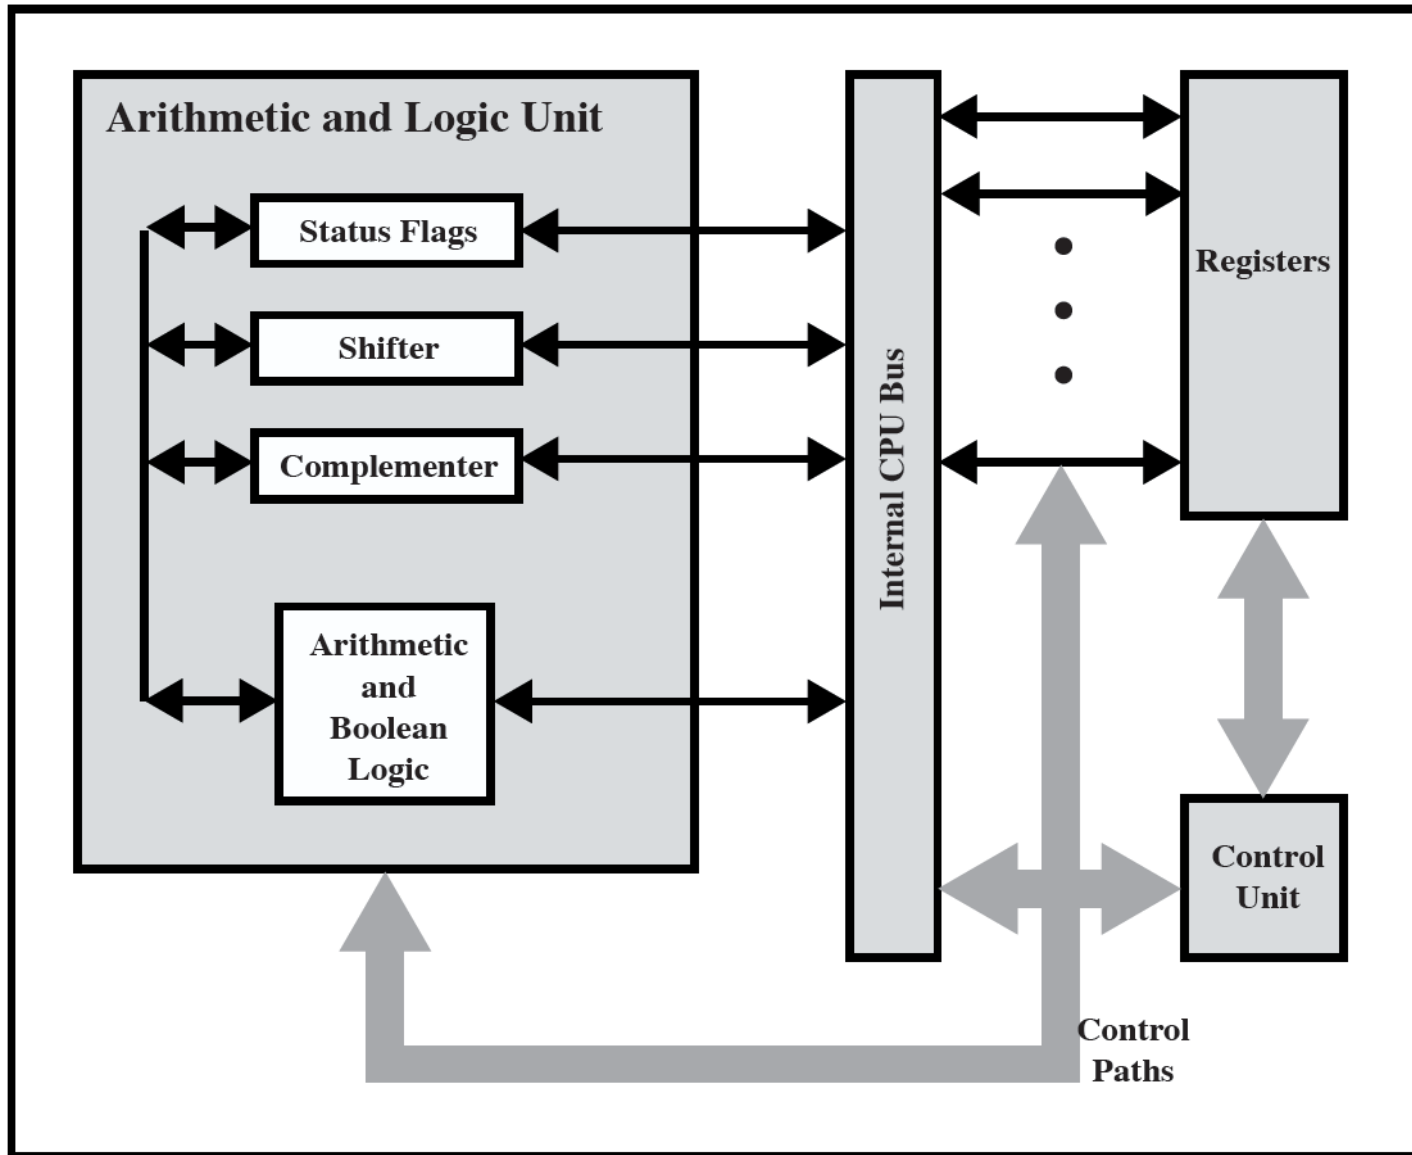 Arithmetic and Logic Unit
Status Flags
Shifter
Complementer
Arithmetic
and
Boolean
Logic
Internal CPU Bus
Registers
Control
Unit
Control
Paths